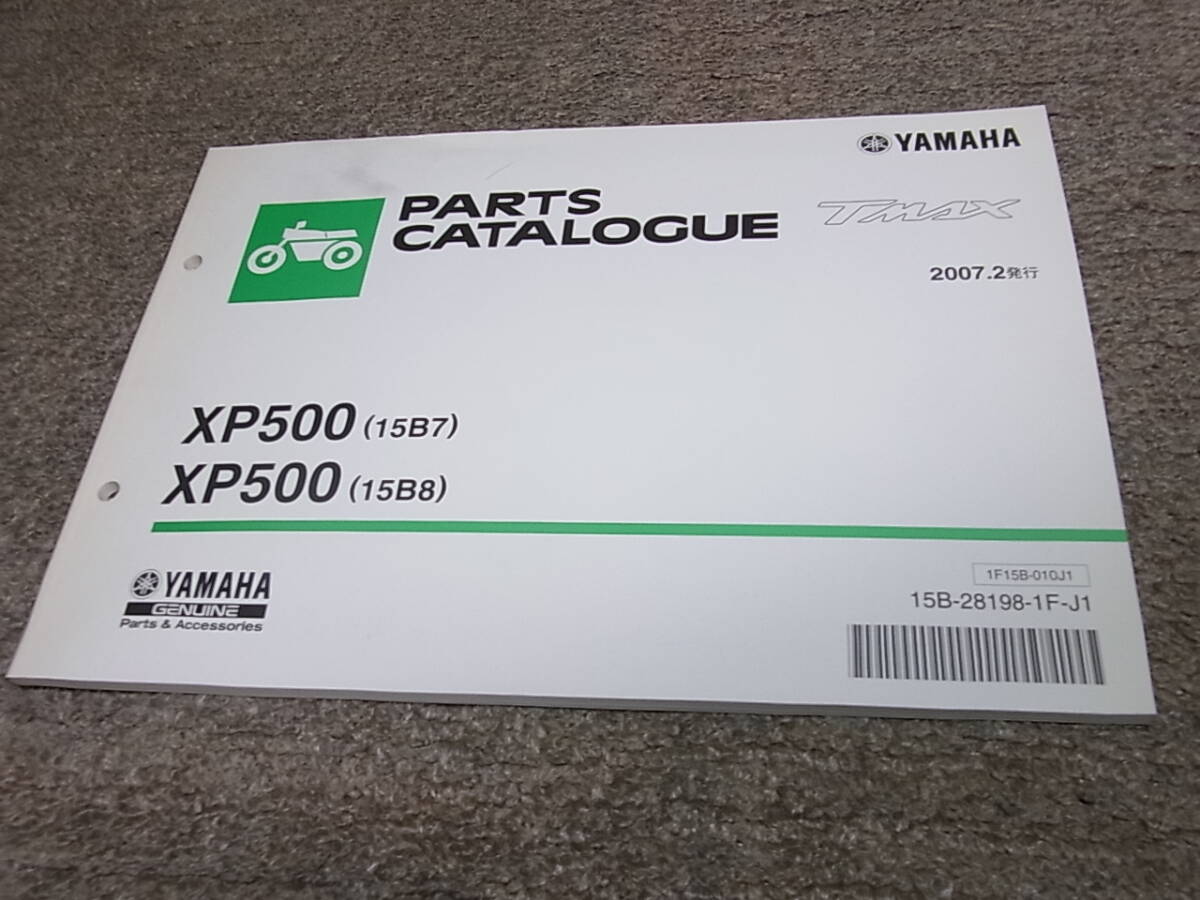 YAMAHA
PARTS
CATALOGUE
TMAX
2007.2発行
XP500 (15B7)
XP500 (15B8)
YAMAHA
GENUINE
Parts & Accessories
1F15B-010J1
15B-28198-1F-J1